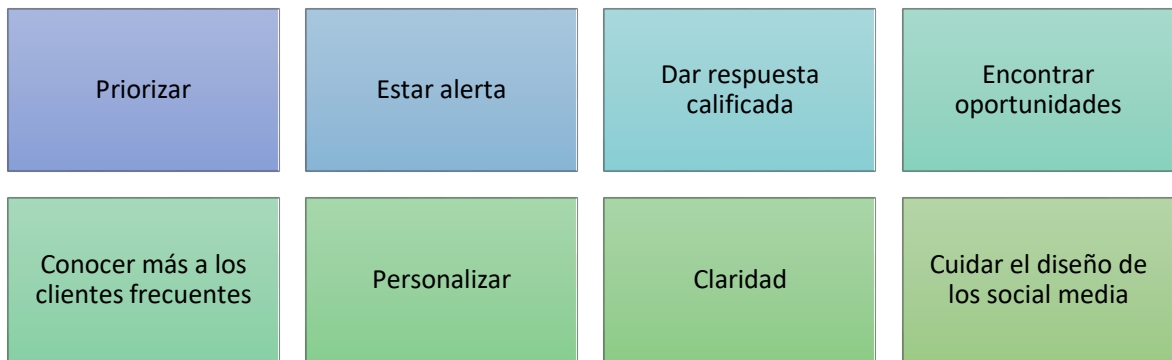 Priorizar
Estar alerta
Dar respuesta
calificada
Encontrar
oportunidades
Conocer más a los
clientes frecuentes
Personalizar
Claridad
Cuidar el diseño de
los social media